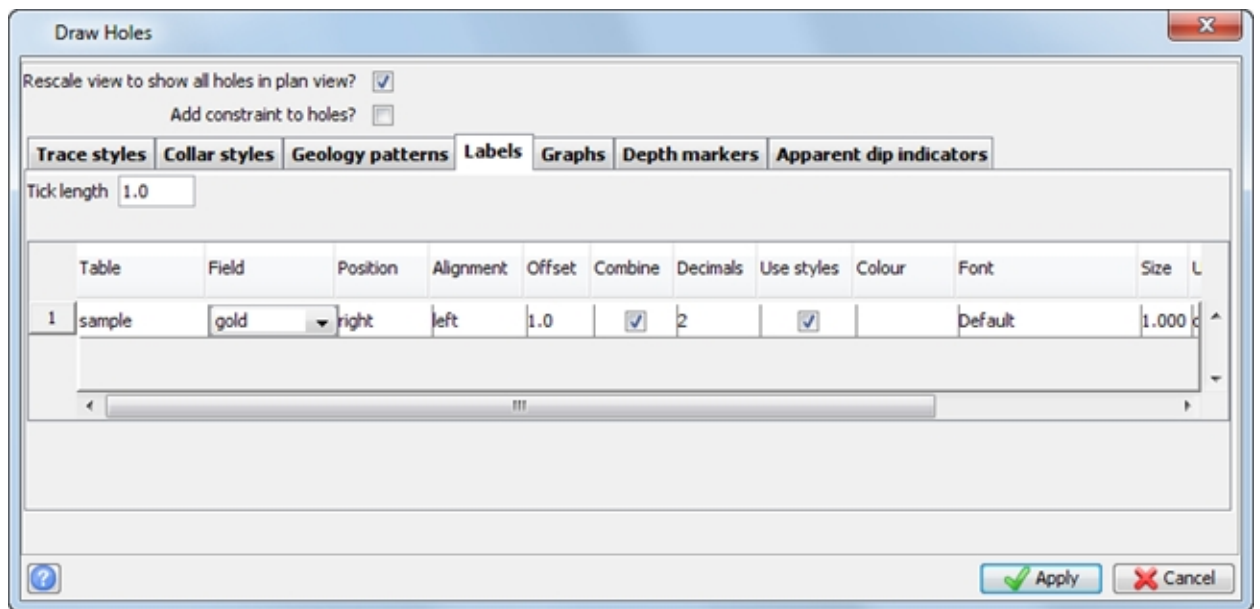 Draw Holes
Rescale view to show all holes in plan view?
Add constraint to holes?
Trace styles Collar styles Geology patterns Labels Graphs Depth markers Apparent dip indicators
Tick length 1.0
Table Field Position Alignment Offset Combine Decimals Use styles Colour Font Size
1 sample gold right left 1.0 2 Default 1.000
Apply Cancel